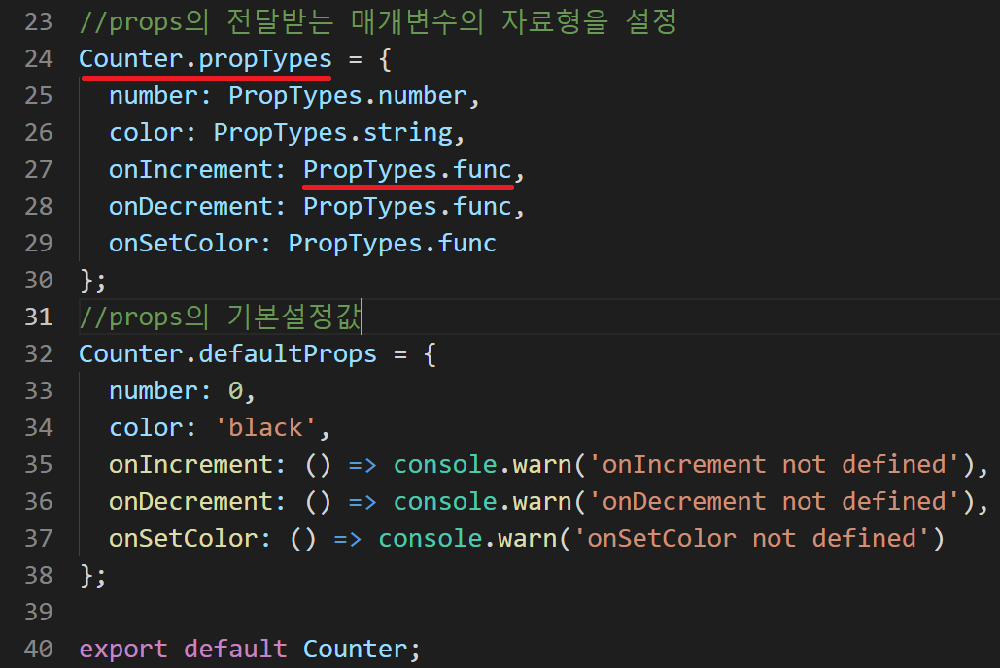 23 //props의 전달받는 매개변수의 자료형을 설정
24 Counter.propTypes = {
25 number: PropTypes.number,
26 color: PropTypes.string,
27 onIncrement: PropTypes.func,
28 onDecrement: PropTypes.func,
29 onSetColor: PropTypes.func
30 };
31 //props의 기본설정값
32 Counter.defaultProps = {
33 number: 0,
34 color: 'black',
35 onIncrement: () => console.warn('onIncrement not defined'),
36 onDecrement: () => console.warn('onDecrement not defined'),
37 onSetColor: () => console.warn('onSetColor not defined')
38 };
39
40 export default Counter;